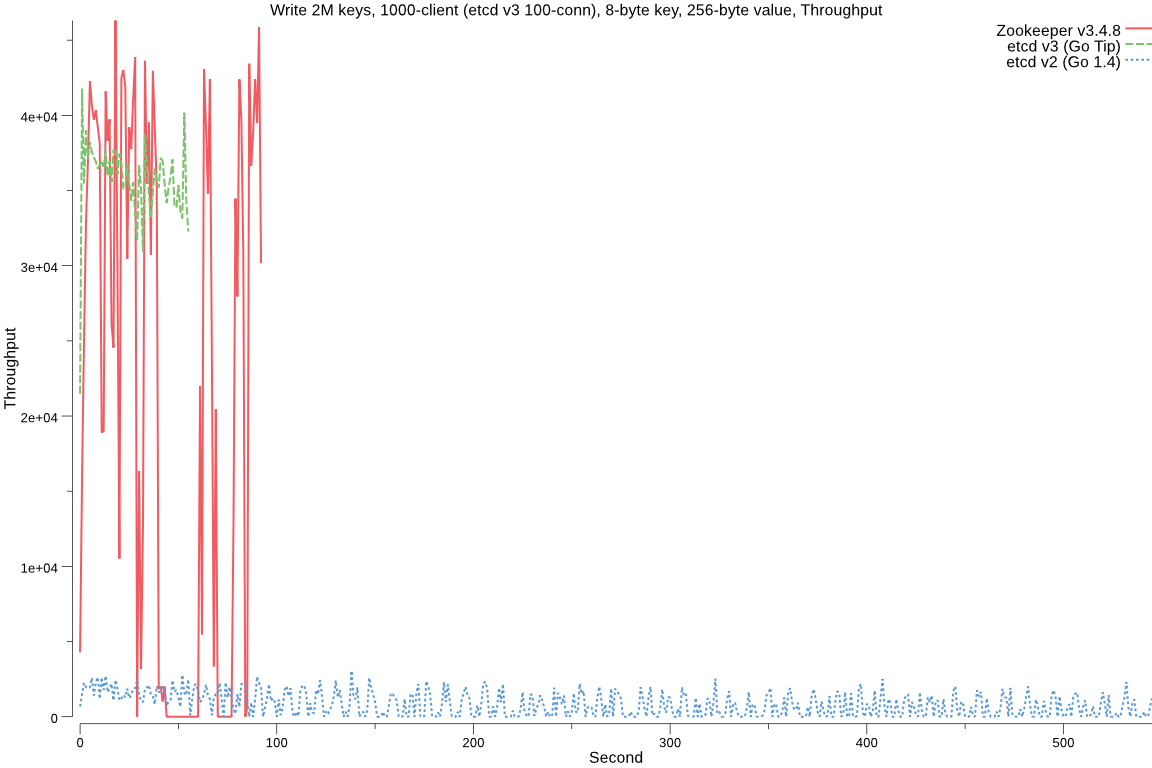 Write 2M keys, 1000-client (etcd v3 100-conn), 8-byte key, 256-byte value, Throughput
Zookeeper v3.4.8
etcd v3 (Go Tip)
etcd v2 (Go 1.4)
4e+04
3e+04
Throughput
2e+04
1e+04
0
0 100 200 300 400 500
Second